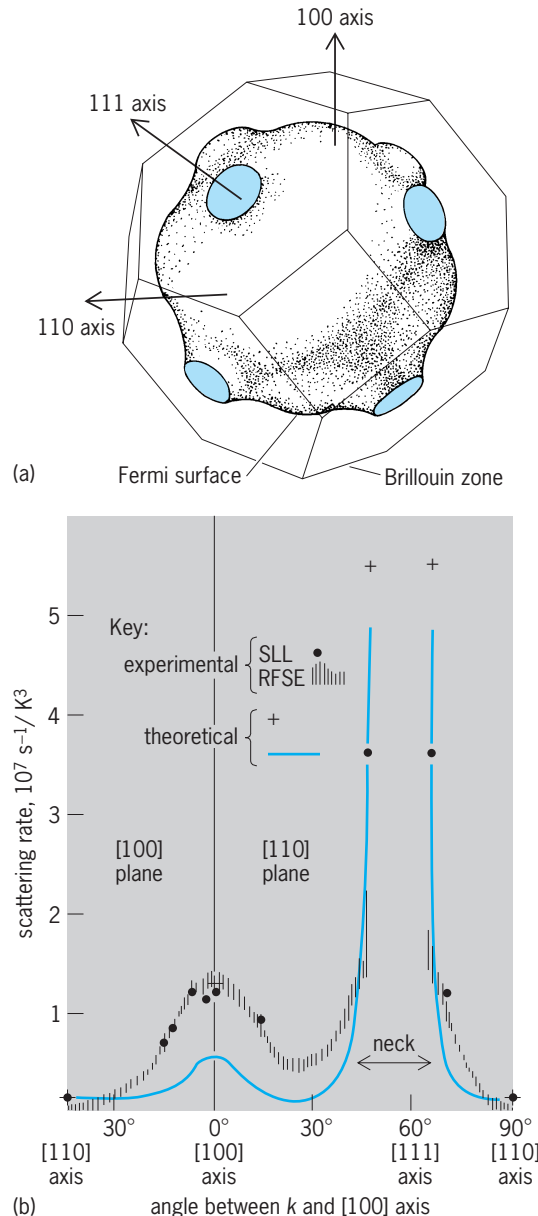 100 axis
111 axis
110 axis
(a)
Fermi surface
Brillouin zone
5
4
3
2
1
scattering rate, 10⁷ s⁻¹/ K³
Key:
experimental { SLL •
RFSE
theoretical { +
[100] plane
[110] plane
+ +
neck
30° 0° 30° 60° 90°
[110] [100] [111] [110]
axis axis axis axis
(b) angle between k and [100] axis